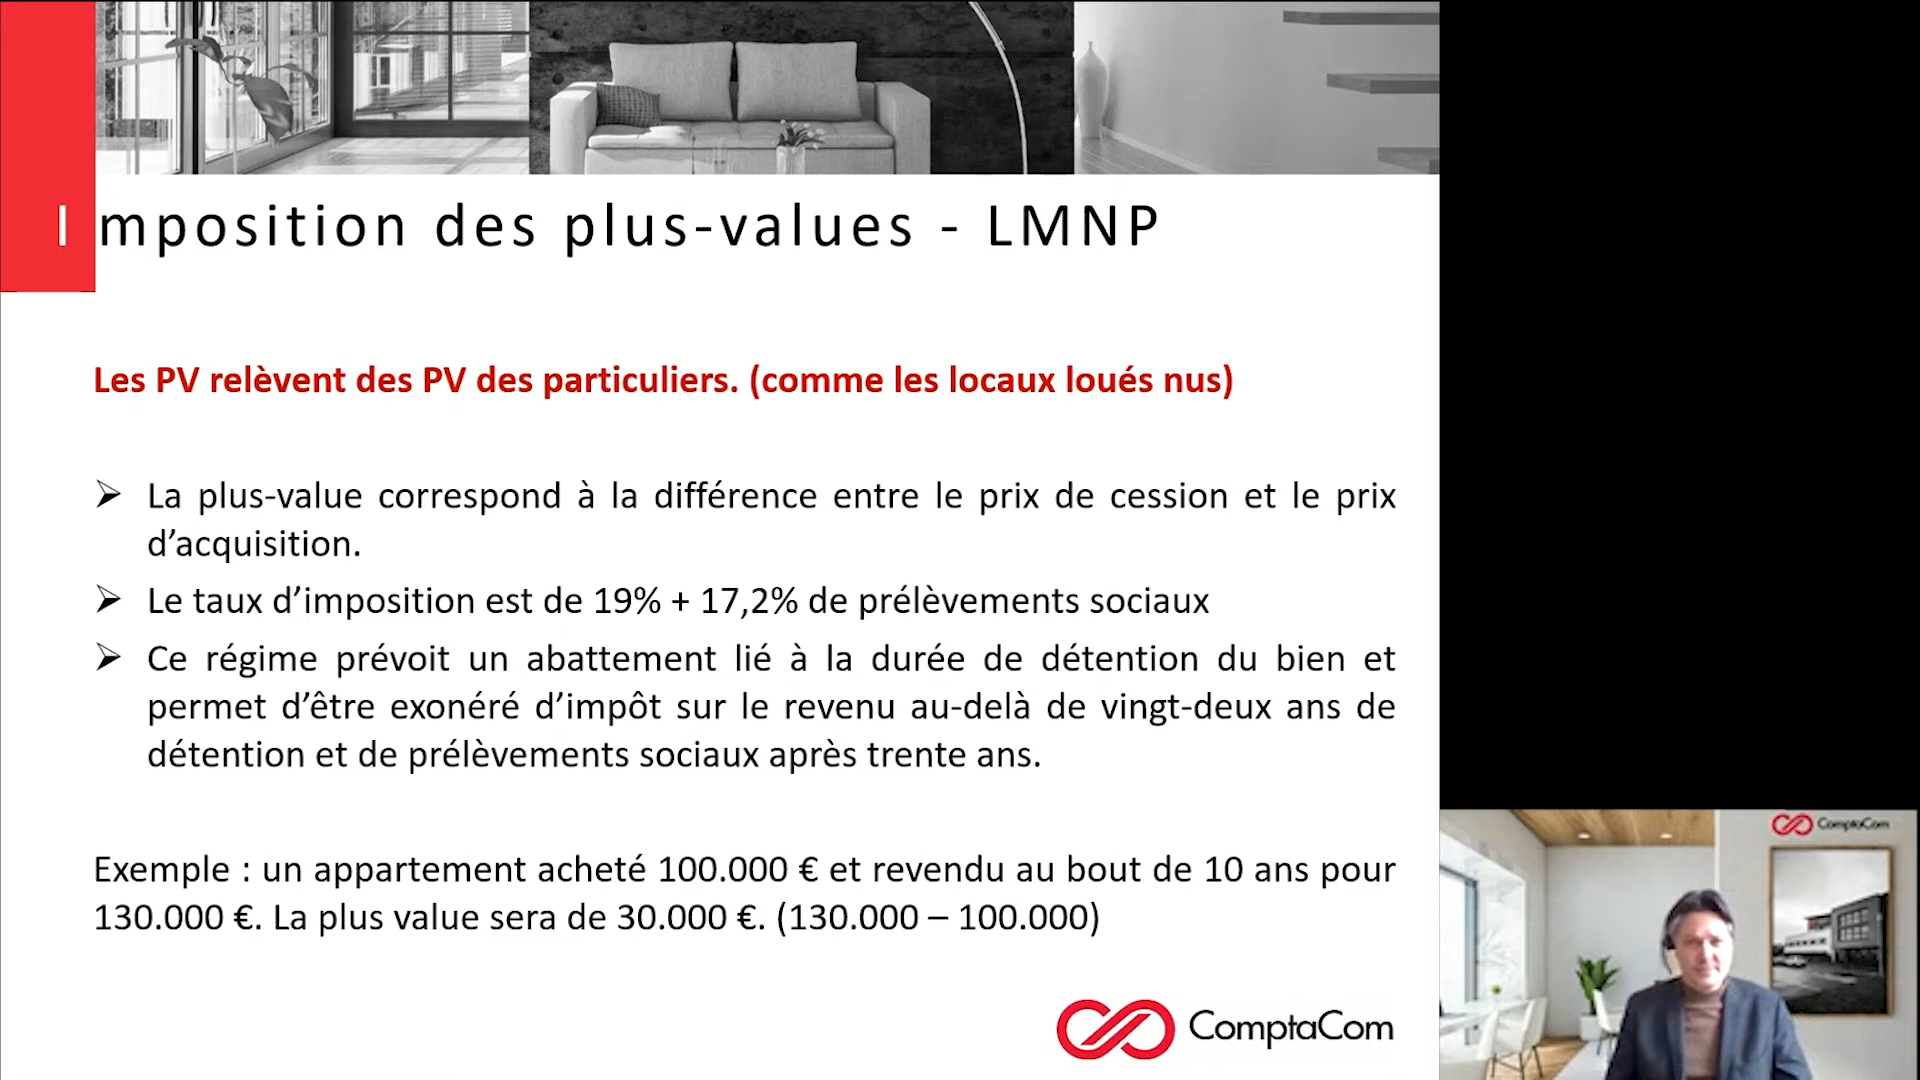 Imposition des plus-values - LMNP
Les PV relèvent des PV des particuliers. (comme les locaux loués nus)
➢ La plus-value correspond à la différence entre le prix de cession et le prix
d’acquisition.
➢ Le taux d’imposition est de 19% + 17,2% de prélèvements sociaux
➢ Ce régime prévoit un abattement lié à la durée de détention du bien et
permet d’être exonéré d’impôt sur le revenu au-delà de vingt-deux ans de
détention et de prélèvements sociaux après trente ans.
Exemple : un appartement acheté 100.000 € et revendu au bout de 10 ans pour
130.000 €. La plus value sera de 30.000 €. (130.000 – 100.000)
ComptaCom
ComptaCom